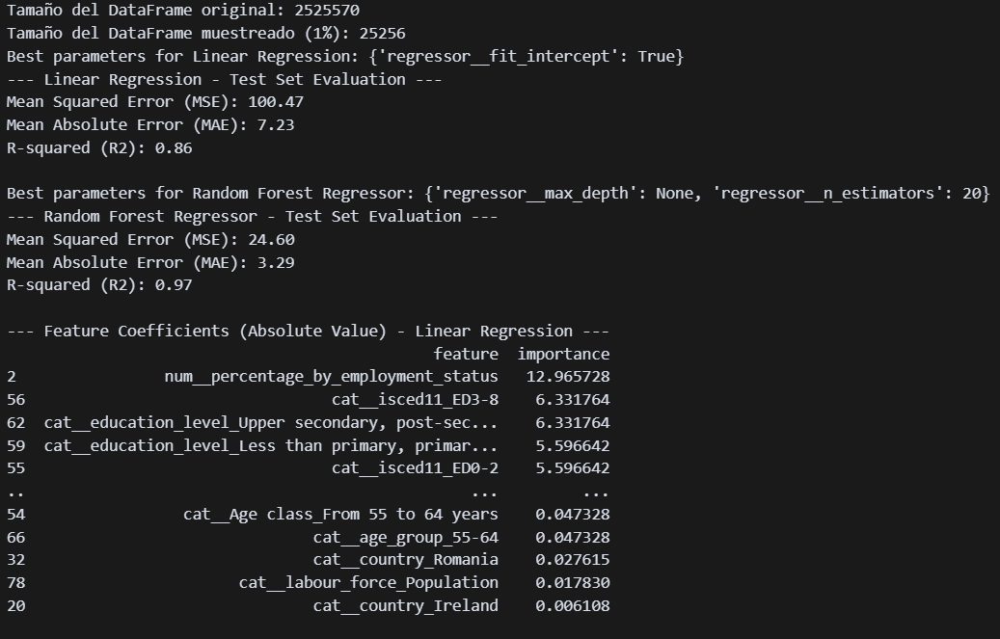 Tamaño del DataFrame original: 2525570
Tamaño del DataFrame muestreado (1%): 25256
Best parameters for Linear Regression: {'regressor__fit_intercept': True}
--- Linear Regression - Test Set Evaluation ---
Mean Squared Error (MSE): 100.47
Mean Absolute Error (MAE): 7.23
R-squared (R2): 0.86

Best parameters for Random Forest Regressor: {'regressor__max_depth': None, 'regressor__n_estimators': 20}
--- Random Forest Regressor - Test Set Evaluation ---
Mean Squared Error (MSE): 24.60
Mean Absolute Error (MAE): 3.29
R-squared (R2): 0.97

--- Feature Coefficients (Absolute Value) - Linear Regression ---
                                              feature  importance
2                 num__percentage_by_employment_status   12.965728
56                                  cat__isced11_ED3-8    6.331764
62  cat__education_level_Upper secondary, post-sec...    6.331764
59  cat__education_level_Less than primary, primar...    5.596642
55                                  cat__isced11_ED0-2    5.596642
..                                                 ...         ...
54                   cat__Age class_From 55 to 64 years    0.047328
66                                cat__age_group_55-64    0.047328
32                                cat__country_Romania    0.027615
78                        cat__labour_force_Population    0.017830
20                                cat__country_Ireland    0.006108